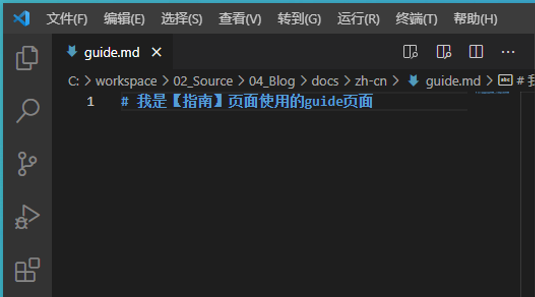 文件(F) 编辑(E) 选择(S) 查看(V) 转到(G) 运行(R) 终端(T) 帮助(H)
guide.md
C: > workspace > 02_Source > 04_Blog > docs > zh-cn > guide.md > abc # 我
1 # 我是【指南】页面使用的guide页面